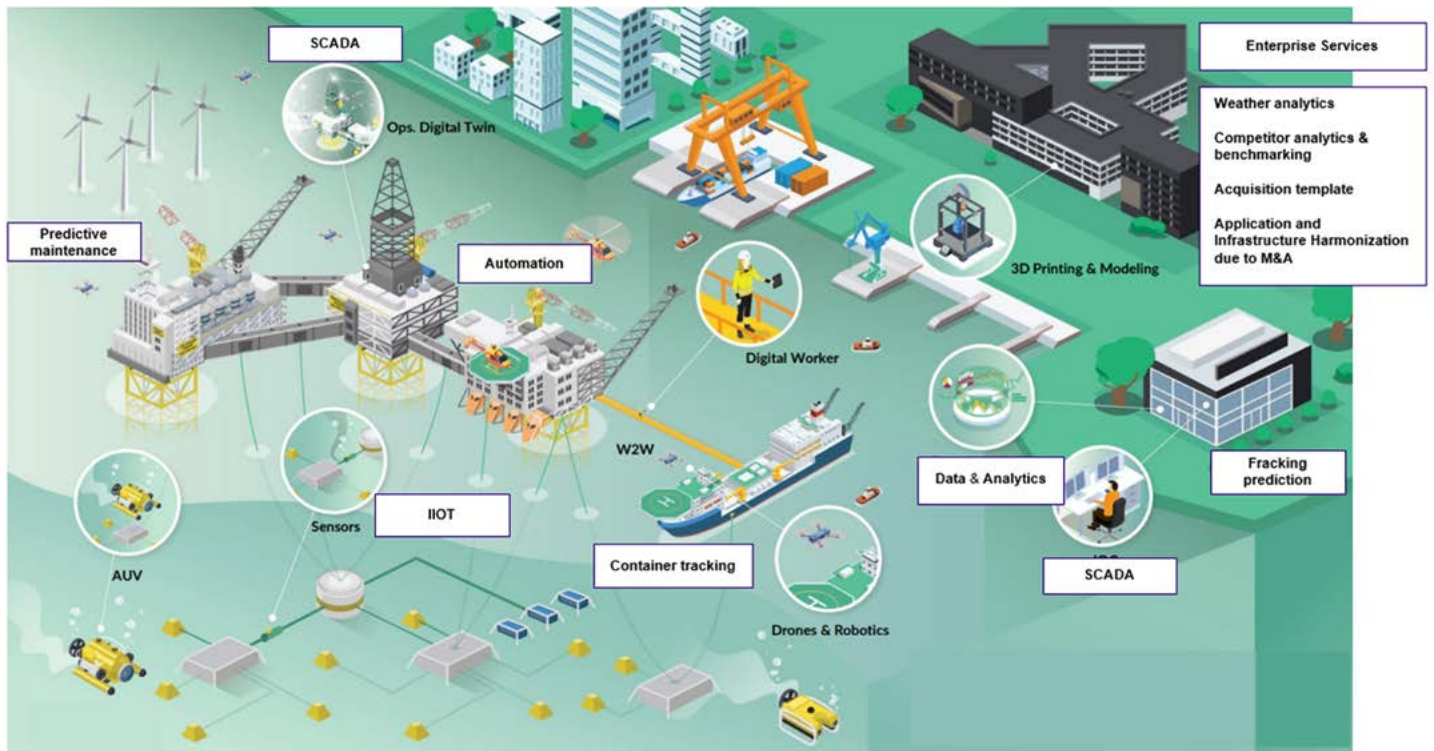 SCADA
Enterprise Services
Weather analytics
Competitor analytics &
benchmarking
Acquisition template
Application and
Infrastructure Harmonization
due to M&A
Ops. Digital Twin
Predictive
maintenance
Automation
3D Printing & Modeling
Digital Worker
W2W
Data & Analytics
Fracking
prediction
Sensors
IIOT
AUV
Container tracking
SCADA
Drones & Robotics
H
H